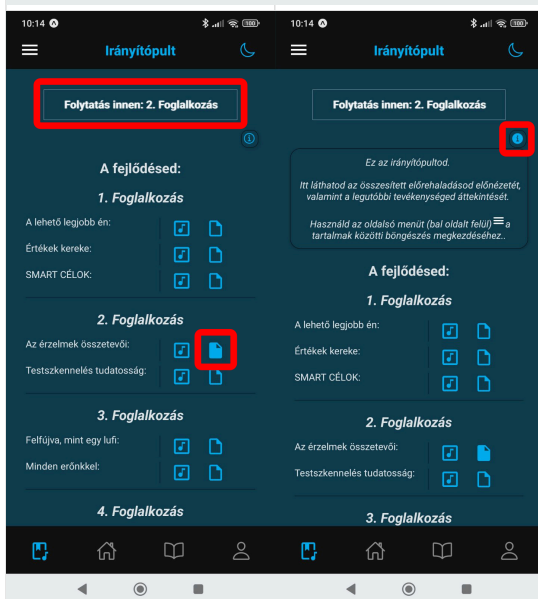 10:14
100
Irányítópult
Folytatás innen: 2. Foglalkozás
A fejlődésed:
1. Foglalkozás
A lehető legjobb én:
Értékek kereke:
SMART CÉLOK:
2. Foglalkozás
Az érzelmek összetevői:
Testszkennelés tudatosság:
3. Foglalkozás
Felfújva, mint egy lufi:
Minden erőnkkel:
4. Foglalkozás
10:14
100
Irányítópult
Folytatás innen: 2. Foglalkozás
Ez az irányítópultod.
Itt láthatod az összesített előrehaladásod előnézetét,
valamint a legutóbbi tevékenységed áttekintését.
Használd az oldalsó menüt (bal oldalt felül) a
tartalmak közötti böngészés megkezdéséhez..
A fejlődésed:
1. Foglalkozás
A lehető legjobb én:
Értékek kereke:
SMART CÉLOK:
2. Foglalkozás
Az érzelmek összetevői:
Testszkennelés tudatosság:
3. Foglalkozás